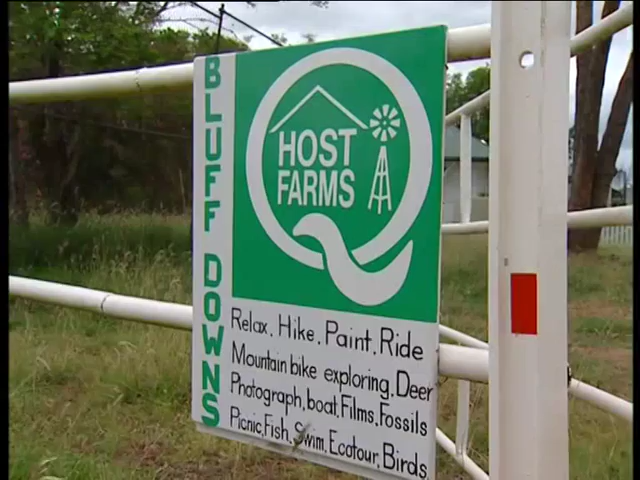 BLUFF DOWNS
HOST
FARMS
Relax, Hike, Paint, Ride
Mountain bike exploring, Deer
Photograph, boat, Films, Fossils
Picnic, Fish, Swim, Ecotour, Birds